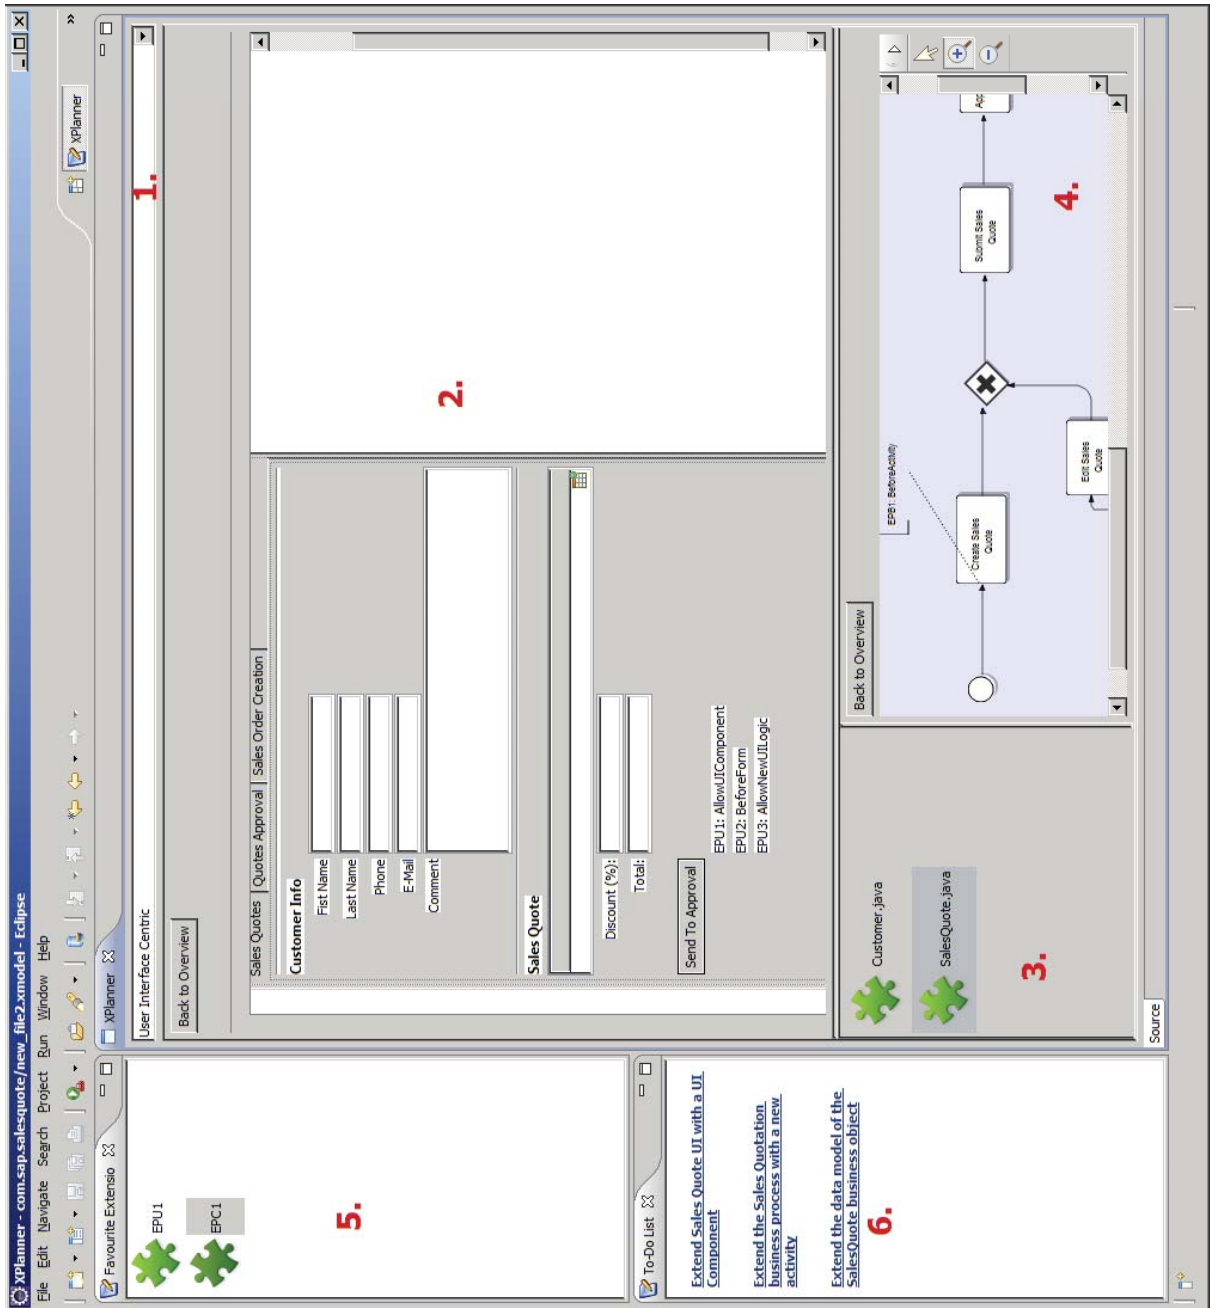 XPlanner - com.sap.salesquote/new_file2.xmodel - Eclipse
File Edit Navigate Search Project Run Window Help
XPlanner
Favourite Extensio
EPU1
EPC1
5.
To-Do List
Extend Sales Quote UI with a UI
Component
Extend the Sales Quotation
business process with a new
activity
Extend the data model of the
SalesQuote business object
6.
XPlanner
User Interface Centric
1.
Back to Overview
Sales Quotes Quotes Approval Sales Order Creation
Customer Info
Fist Name
Last Name
Phone
E-Mail
Comment
2.
Sales Quote
Discount (%):
Total:
Send To Approval
EPU1: AllowUIComponent
EPU2: BeforeForm
EPU3: AllowNewUILogic
Customer.java
SalesQuote.java
3.
Back to Overview
EPB1: BeforeActivity
Create Sales
Quote
Submit Sales
Quote
App
Edit Sales
Quote
4.
Source